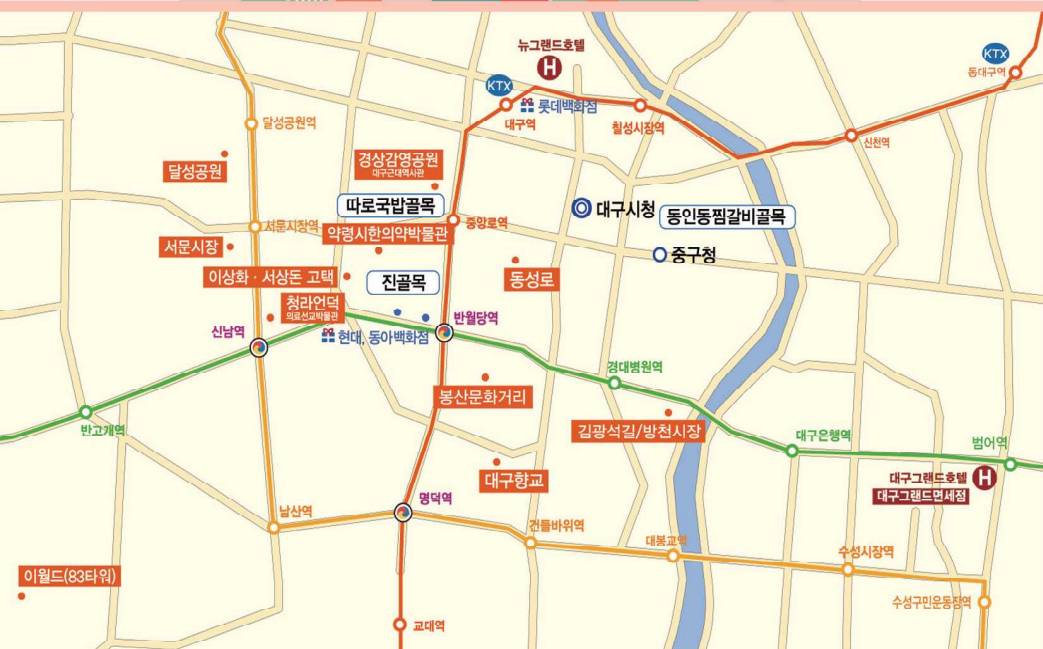 뉴그랜드호텔
H
KTX
동대구역
KTX
롯데백화점
대구역
칠성시장역
달성공원역
신천역
경상감영공원
대구근대역사관
달성공원
따로국밥골목
대구시청
동인동찜갈비골목
서문시장역
중앙로역
약령시한의약박물관
서문시장
중구청
이상화·서상돈 고택
진골목
동성로
청라언덕
의료선교박물관
신남역
반월당역
현대, 동아백화점
경대병원역
봉산문화거리
반고개역
김광석길/방천시장
대구은행역
범어역
대구향교
대구그랜드호텔
H
대구그랜드면세점
명덕역
남산역
건들바위역
대봉교역
수성시장역
이월드(83타워)
수성구민운동장역
교대역